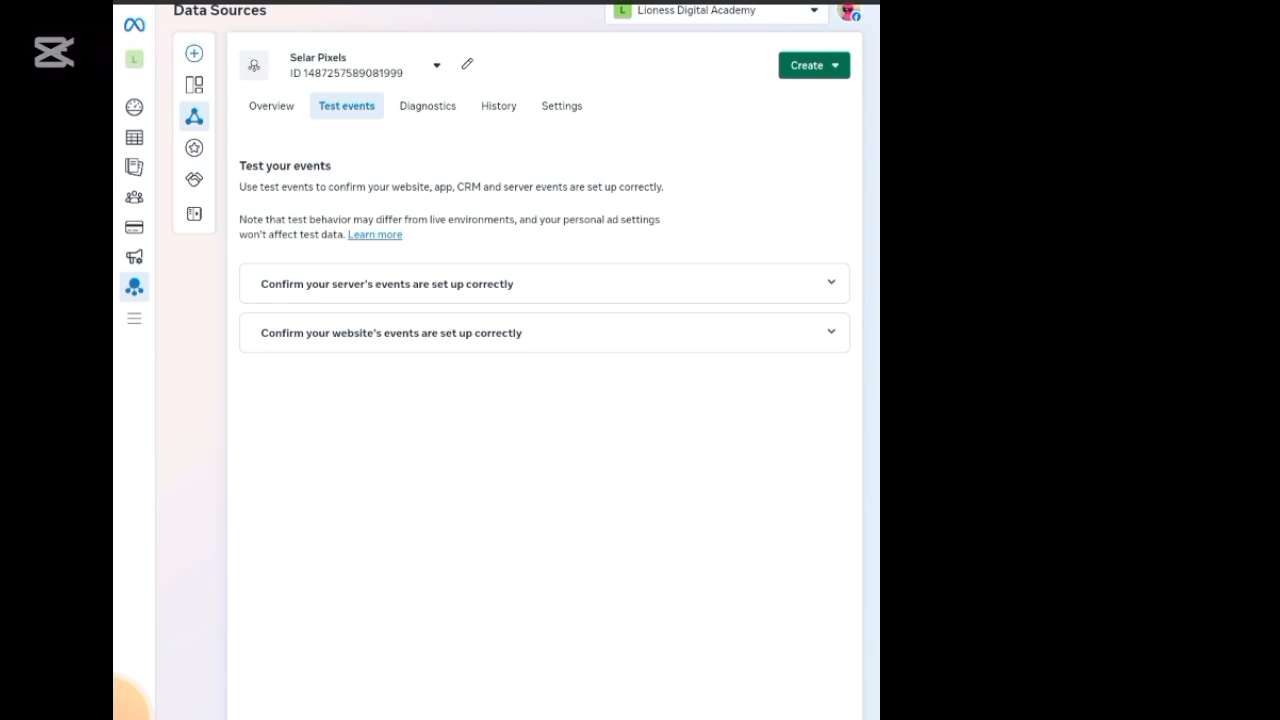 Data Sources
L Lioness Digital Academy
L
Selar Pixels
ID 1487257589081999
Create
Overview Test events Diagnostics History Settings
Test your events
Use test events to confirm your website, app, CRM and server events are set up correctly.
Note that test behavior may differ from live environments, and your personal ad settings
won't affect test data. Learn more
Confirm your server's events are set up correctly
Confirm your website's events are set up correctly